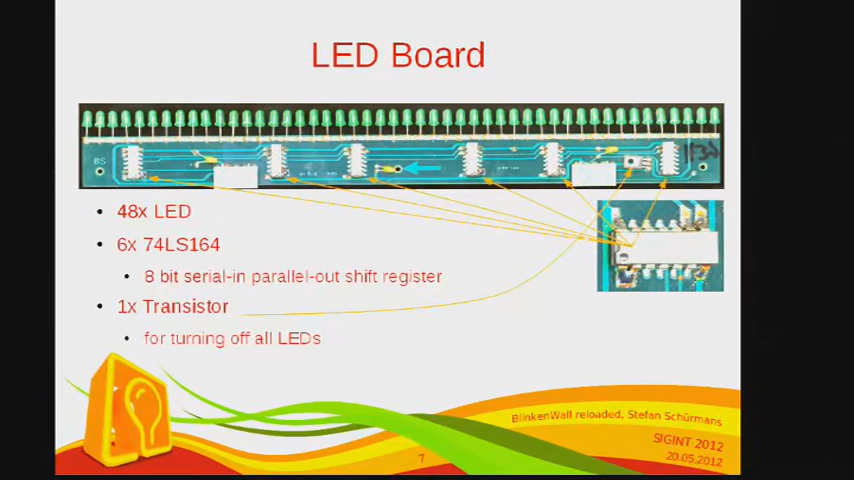 LED Board
BS
48x LED
6x 74LS164
8 bit serial-in parallel-out shift register
1x Transistor
for turning off all LEDs
BlinkenWall reloaded, Stefan Schürmans
SIGINT 2012
20.05.2012
7